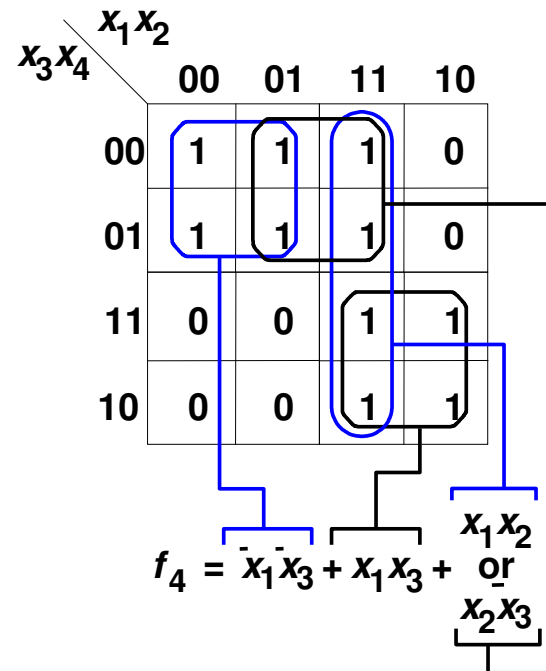 x₁x₂
x₃x₄
00 01 11 10
00 1 1 1 0
01 1 1 1 0
11 0 0 1 1
10 0 0 1 1
x₁x₂
f₄ = x̄₁x̄₃ + x₁x₃ + or
x₂x̄₃